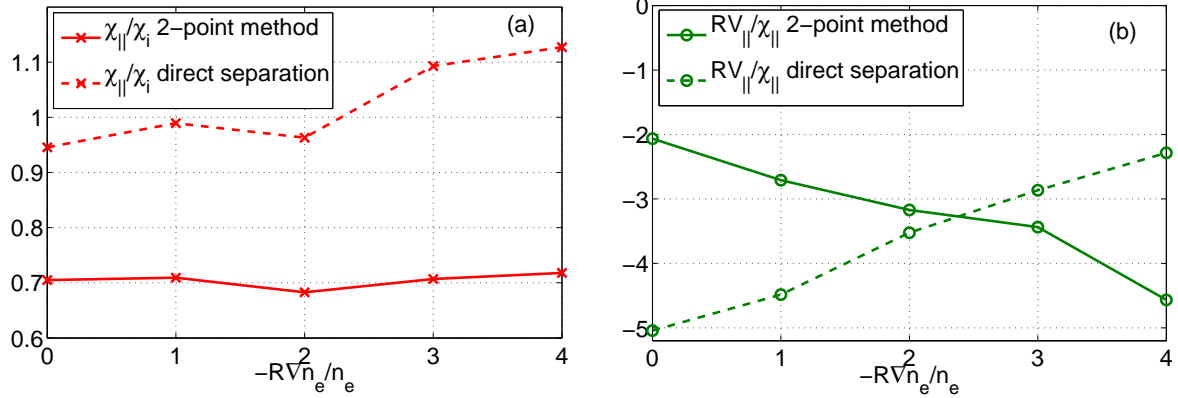 (a)
χ||/χi 2−point method
χ||/χi direct separation
1.1
1
0.9
0.8
0.7
0.6
0 1 2 3 4
−R∇ne/ne
(b)
RV||/χ|| 2−point method
RV||/χ|| direct separation
−0
−1
−2
−3
−4
−5
0 1 2 3 4
−R∇ne/ne